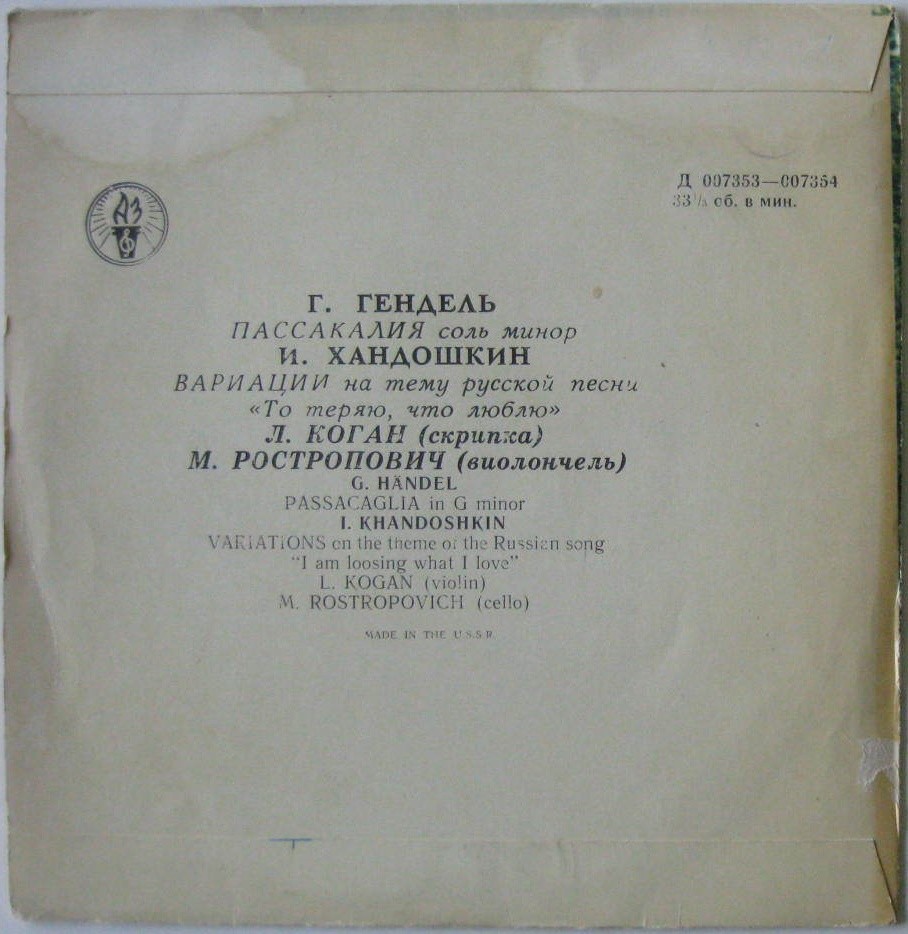 АЗ
Д 007353—007354
33⅓ об. в мин.
Г. ГЕНДЕЛЬ
ПАССАКАЛИЯ соль минор
И. ХАНДОШКИН
ВАРИАЦИИ на тему русской песни
«То теряю, что люблю»
Л. КОГАН (скрипка)
М. РОСТРОПОВИЧ (виолончель)
G. HÄNDEL
PASSACAGLIA in G minor
I. KHANDOSHKIN
VARIATIONS on the theme of the Russian song
"I am loosing what I love"
L. KOGAN (violin)
M. ROSTROPOVICH (cello)
MADE IN THE U.S.S.R.